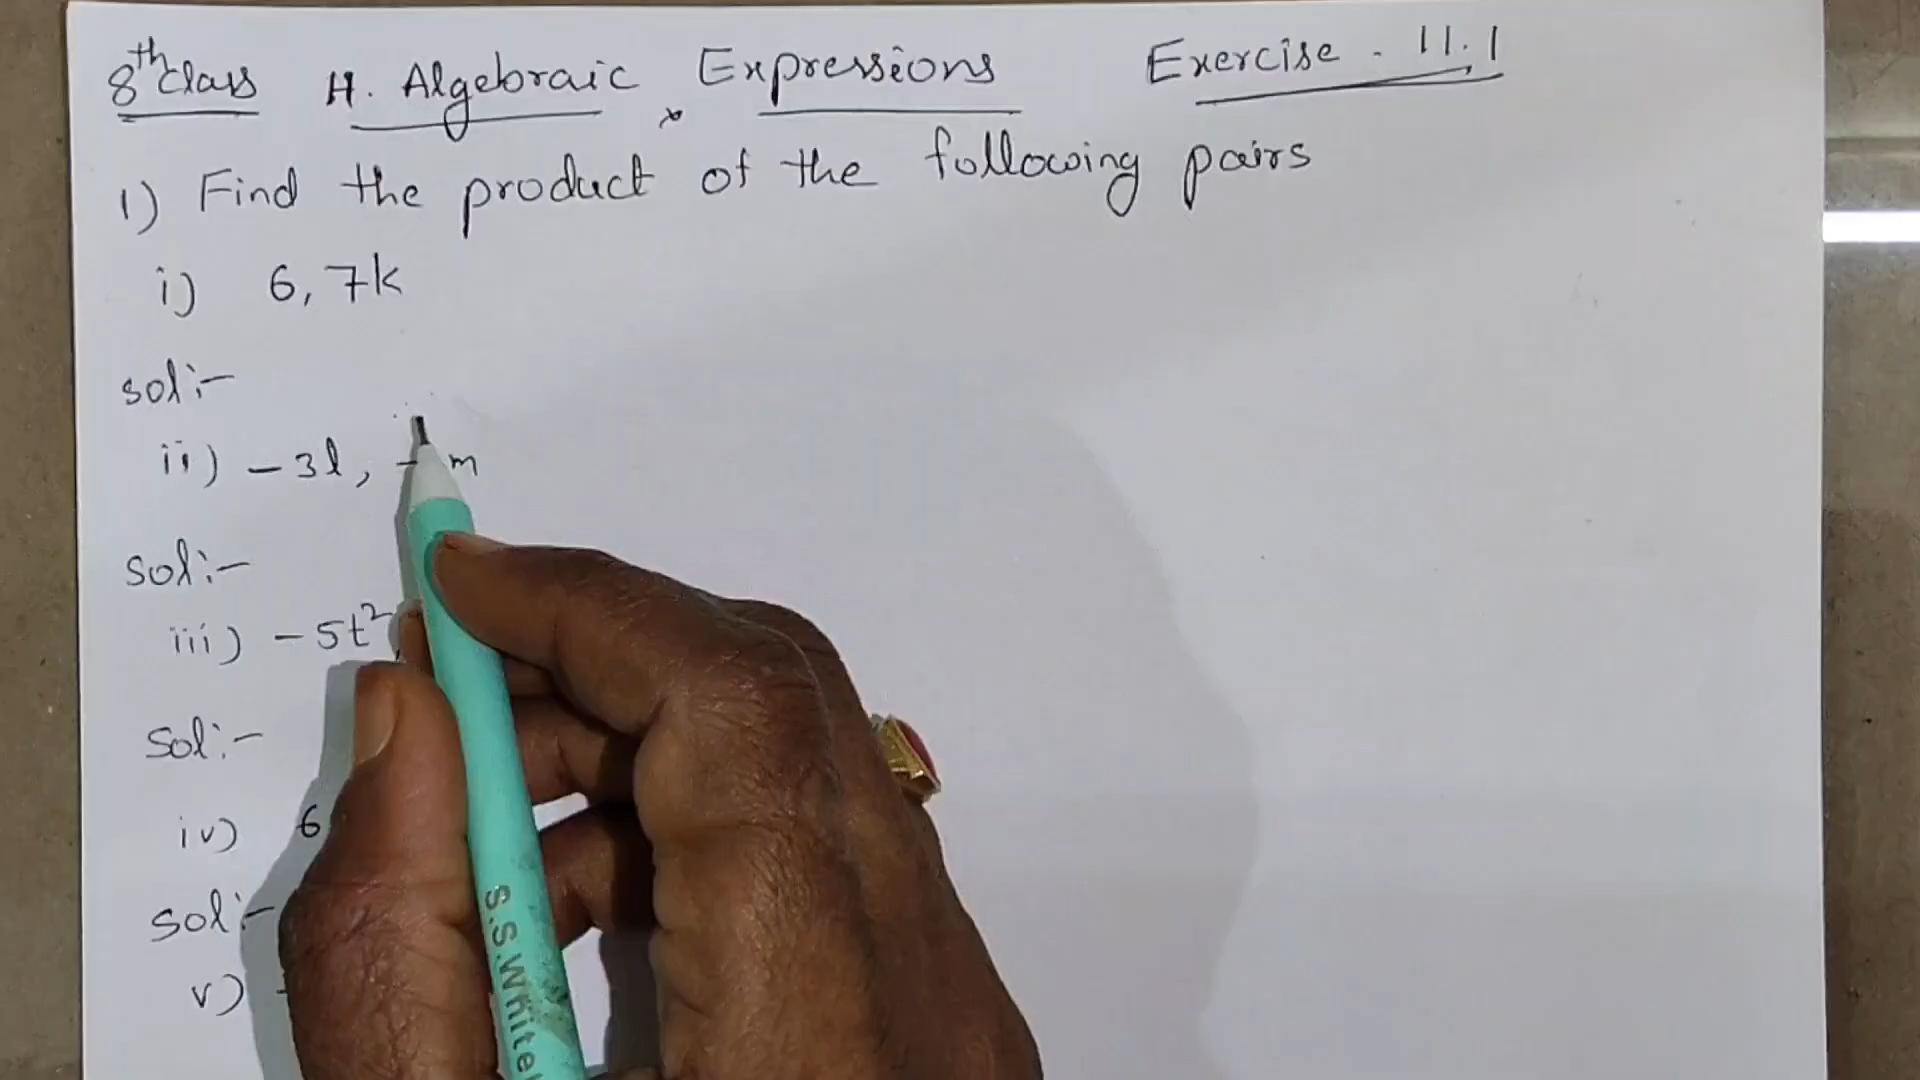 8th class 11. Algebraic Expressions Exercise - 11.1
1) Find the product of the following pairs
i) 6, 7k
sol:-
ii) -3l, - m
sol:-
iii) -5t²,
sol:-
iv) 6
sol:-
v) -
S.S.White